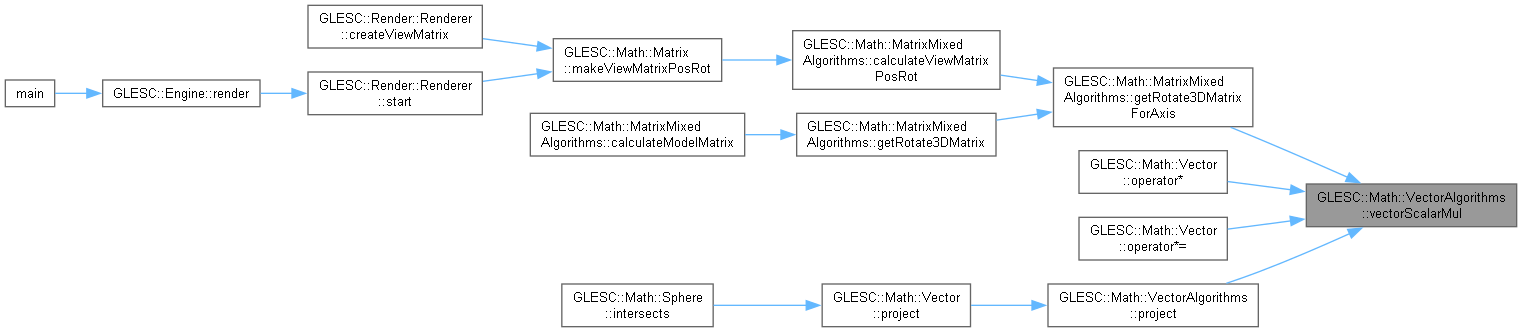 GLESC::Render::Renderer
::createViewMatrix
GLESC::Math::Matrix
::makeViewMatrixPosRot
GLESC::Math::MatrixMixed
Algorithms::calculateViewMatrix
PosRot
main
GLESC::Engine::render
GLESC::Render::Renderer
::start
GLESC::Math::MatrixMixed
Algorithms::getRotate3DMatrix
ForAxis
GLESC::Math::MatrixMixed
Algorithms::calculateModelMatrix
GLESC::Math::MatrixMixed
Algorithms::getRotate3DMatrix
GLESC::Math::Vector
::operator*
GLESC::Math::VectorAlgorithms
::vectorScalarMul
GLESC::Math::Vector
::operator*=
GLESC::Math::Sphere
::intersects
GLESC::Math::Vector
::project
GLESC::Math::VectorAlgorithms
::project